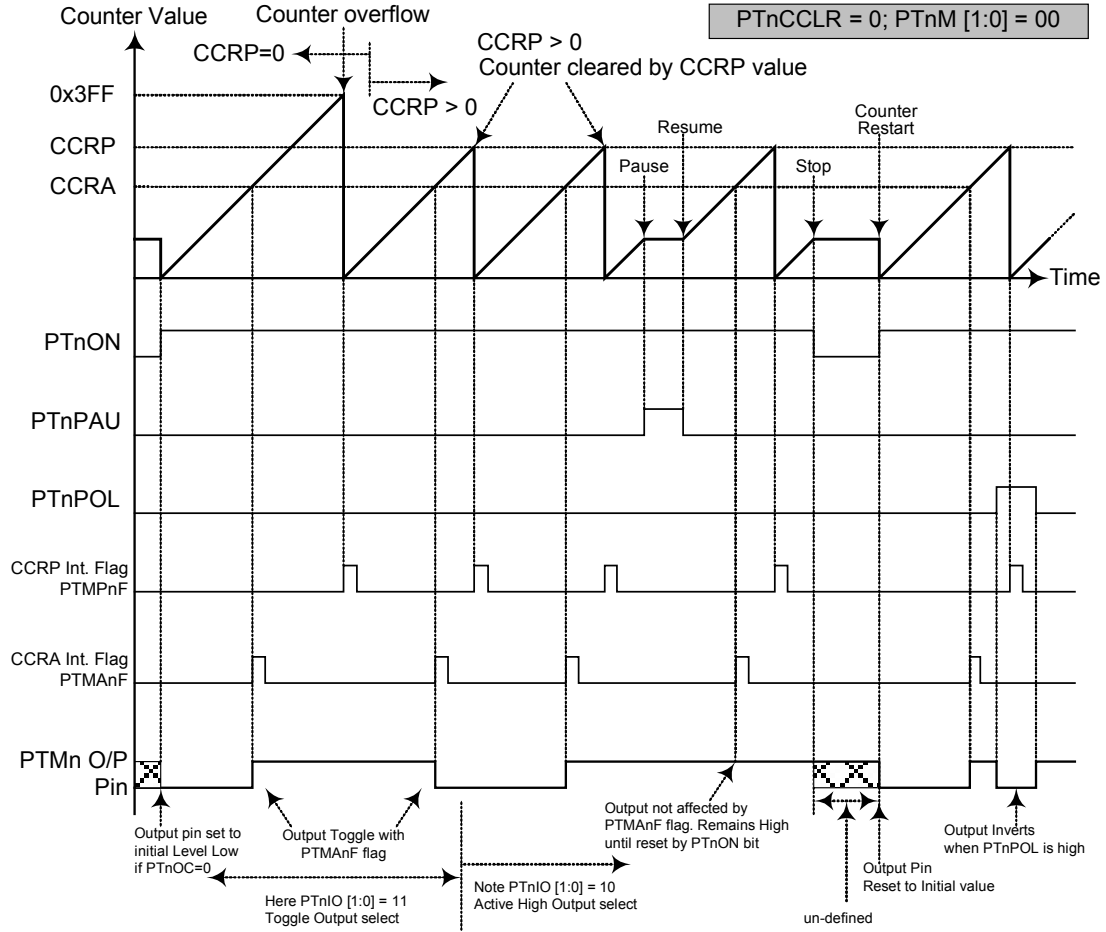 Counter Value
Counter overflow
PTnCCLR = 0; PTnM [1:0] = 00
CCRP=0
CCRP > 0
CCRP > 0
Counter cleared by CCRP value
0x3FF
CCRP
CCRA
Pause
Resume
Stop
Counter
Restart
Time
PTnON
PTnPAU
PTnPOL
CCRP Int. Flag
PTMPnF
CCRA Int. Flag
PTMAnF
PTMn O/P
Pin
Output pin set to
initial Level Low
if PTnOC=0
Output Toggle with
PTMAnF flag
Output not affected by
PTMAnF flag. Remains High
until reset by PTnON bit
Output Inverts
when PTnPOL is high
Output Pin
Reset to Initial value
Here PTnIO [1:0] = 11
Toggle Output select
Note PTnIO [1:0] = 10
Active High Output select
un-defined